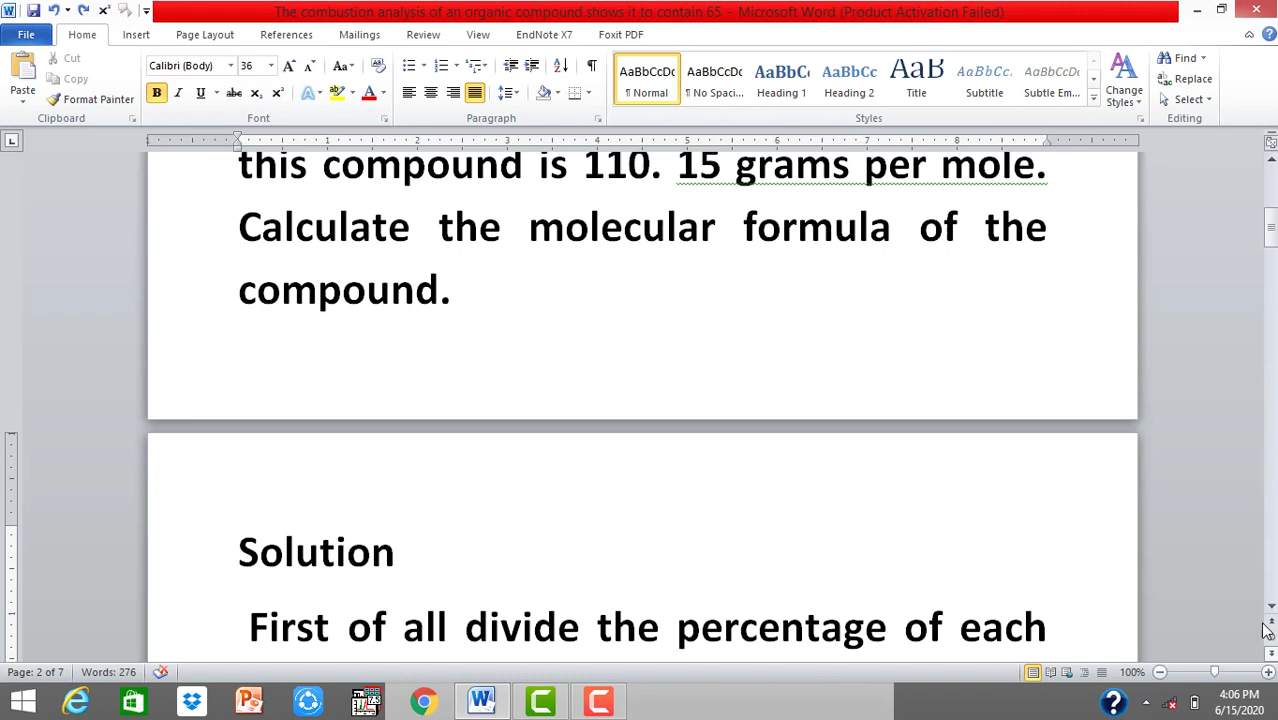 The combustion analysis of an organic compound shows it to contain 65 - Microsoft Word (Product Activation Failed)
File Home Insert Page Layout References Mailings Review View EndNote X7 Foxit PDF
Paste Cut Copy Format Painter
Calibri (Body) 36
AaBbCcDc AaBbCcDc AaBbC AaBbCc AaB AaBbCcD AaBbCcDc
¶ Normal ¶ No Spaci... Heading 1 Heading 2 Title Subtitle Subtle Em...
Change Styles
Find Replace Select
Clipboard Font Paragraph Styles Editing
this compound is 110. 15 grams per mole.
Calculate the molecular formula of the
compound.
Solution
First of all divide the percentage of each
Page: 2 of 7 Words: 276 100%
4:06 PM
6/15/2020